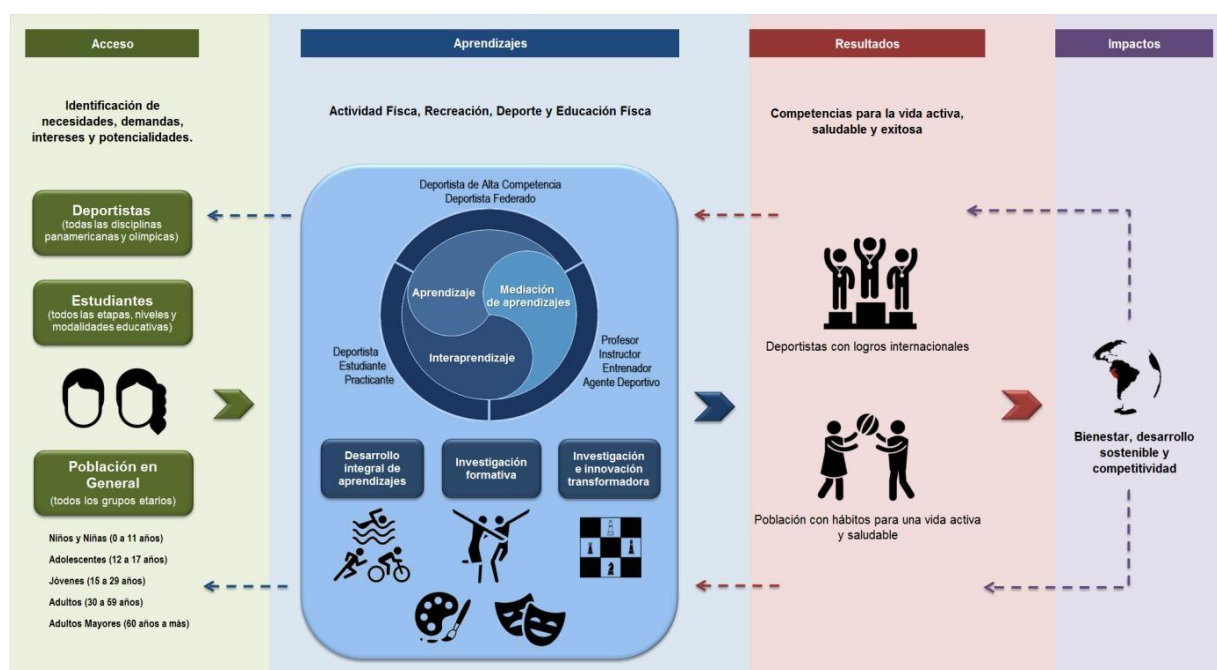 Acceso
Identificación de
necesidades, demandas,
intereses y potencialidades.
Deportistas
(todas las disciplinas
panamericanas y olímpicas)
Estudiantes
(todos las etapas, niveles y
modalidades educativas)
Población en
General
(todos los grupos etarios)
Niños y Niñas (0 a 11 años)
Adolescentes (12 a 17 años)
Jóvenes (15 a 29 años)
Adultos (30 a 59 años)
Adultos Mayores (60 años a màs)
Aprendizajes
Actividad Física, Recreación, Deporte y Educación Física
Deportista de Alta Competencia
Deportista Federado
Aprendizaje
Mediación
de aprendizajes
Interaprendizaje
Deportista
Estudiante
Practicante
Profesor
Instructor
Entrenador
Agente Deportivo
Desarrollo
integral de
aprendizajes
Investigación
formativa
Investigación
e innovación
transformadora
Resultados
Competencias para la vida activa,
saludable y exitosa
Deportistas con logros internacionales
Población con hábitos para una vida activa
y saludable
Impactos
Bienestar, desarrollo
sostenible y
competitividad